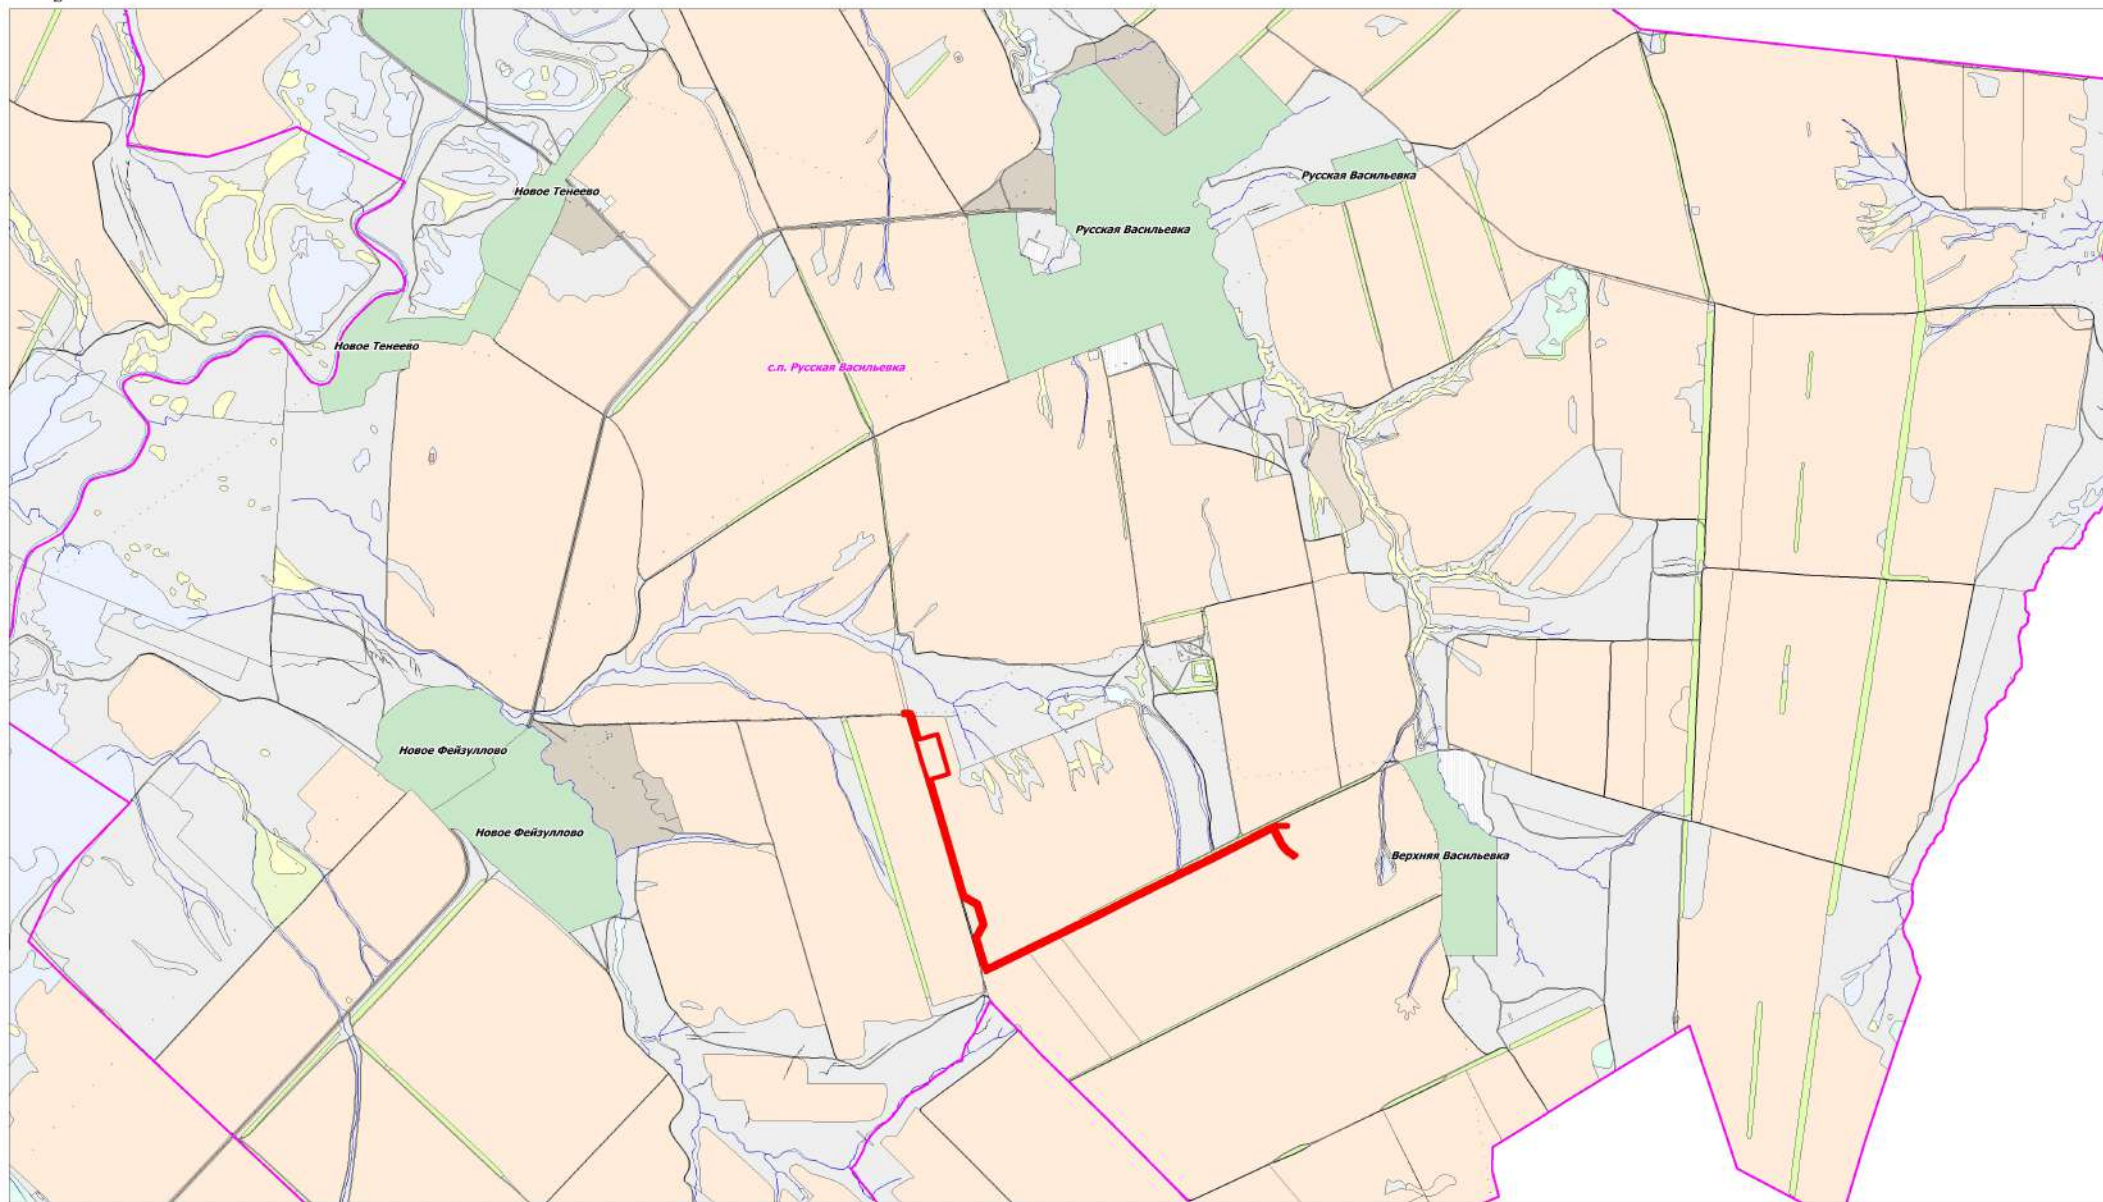 Новое Тенеево
Русская Васильевка
Русская Васильевка
Новое Тенеево
с.п. Русская Васильевка
Новое Фейзуллово
Новое Фейзуллово
Верхняя Васильевка